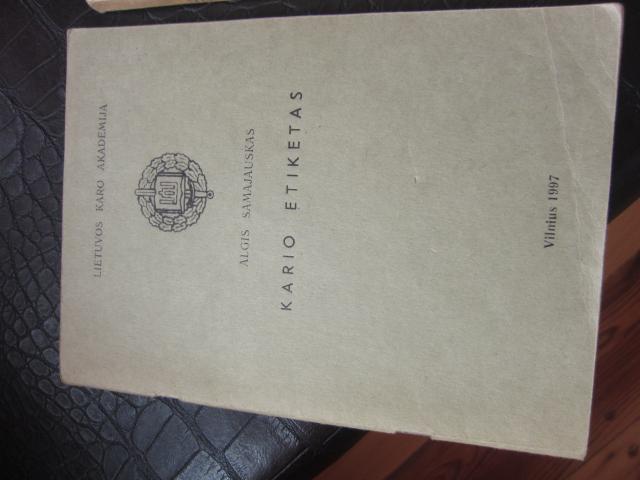 LIETUVOS KARO AKADEMIJA
ALGIS SAMAJAUSKAS
KARIO ETIKETAS
Vilnius 1997